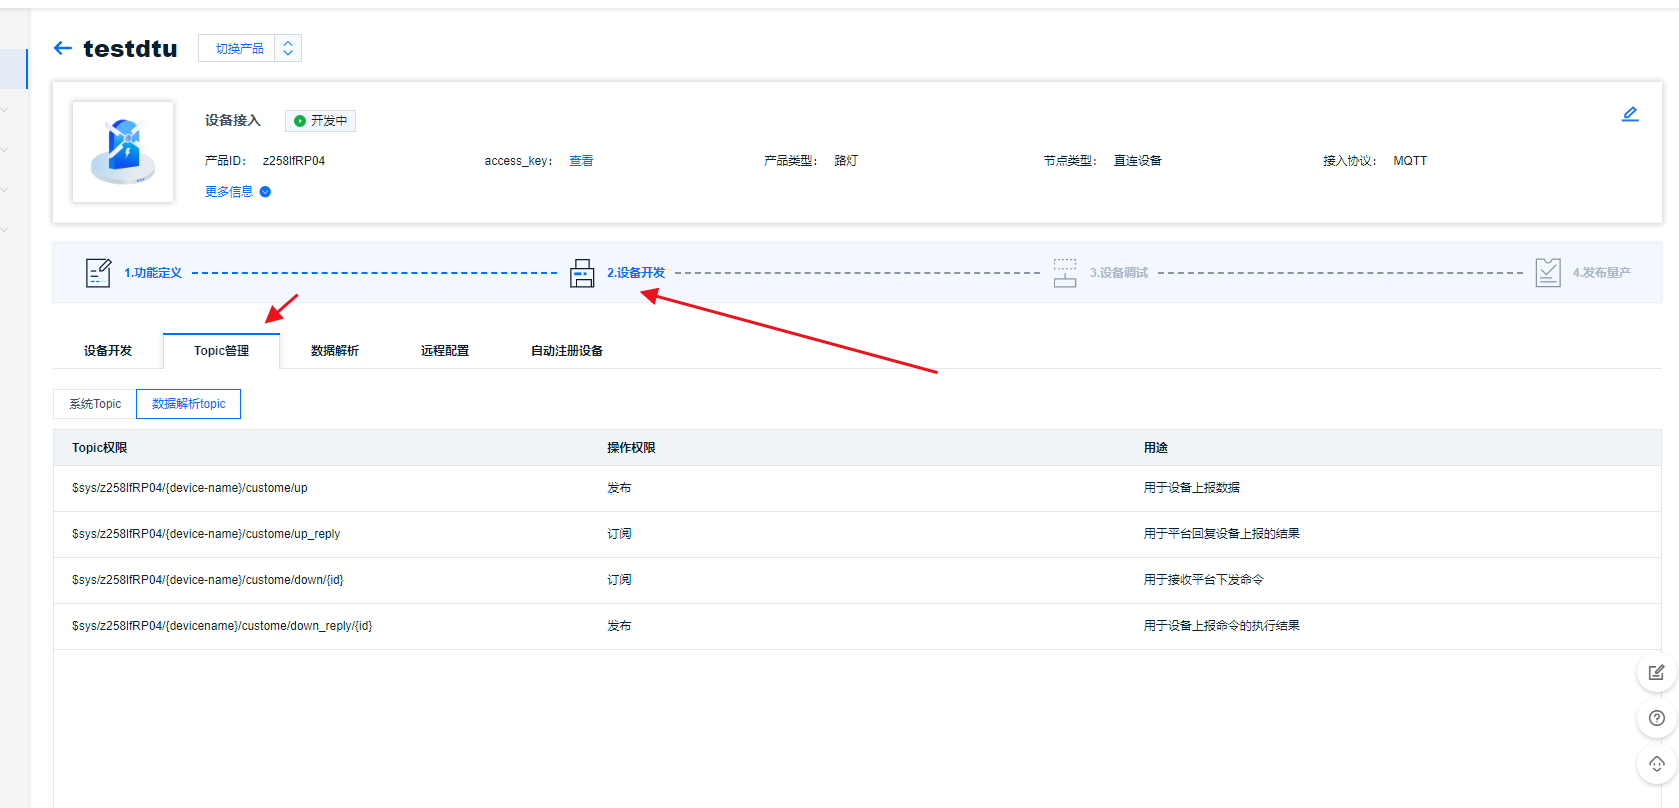 testdtu 切换产品
设备接入 开发中
产品ID: z258lfRP04 access_key: 查看 产品类型: 路灯 节点类型: 直连设备 接入协议: MQTT
更多信息
1.功能定义 2.设备开发 3.设备调试 4.发布量产
设备开发 Topic管理 数据解析 远程配置 自动注册设备
系统Topic 数据解析topic
Topic权限 操作权限 用途
$sys/z258lfRP04/{device-name}/custome/up 发布 用于设备上报数据
$sys/z258lfRP04/{device-name}/custome/up_reply 订阅 用于平台回复设备上报的结果
$sys/z258lfRP04/{device-name}/custome/down/{id} 订阅 用于接收平台下发命令
$sys/z258lfRP04/{devicename}/custome/down_reply/{id} 发布 用于设备上报命令的执行结果